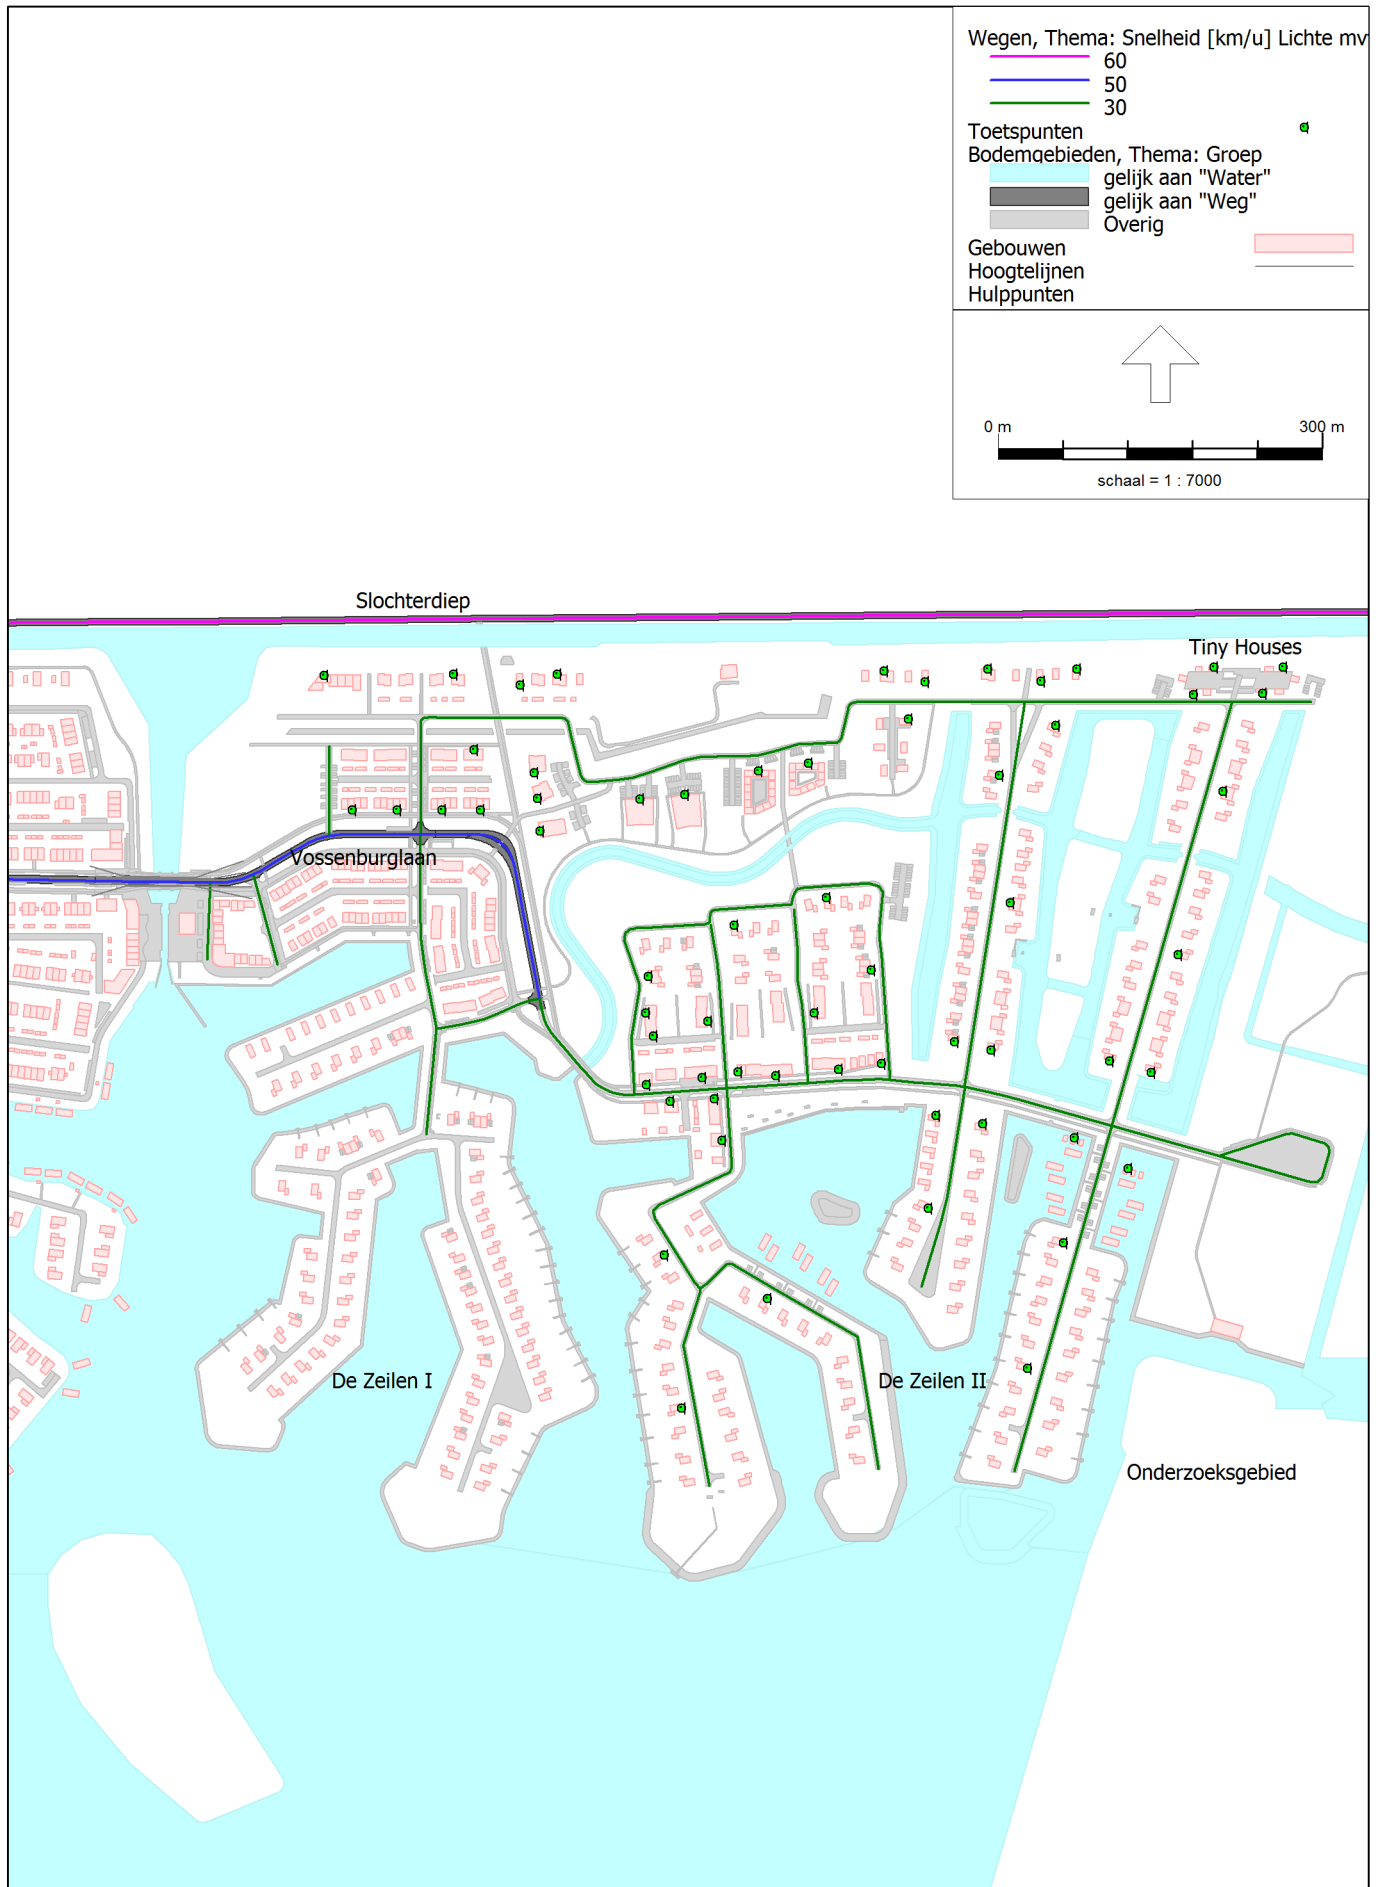 Wegen, Thema: Snelheid [km/u] Lichte mv
60
50
30
Toetspunten
Bodemgebieden, Thema: Groep
gelijk aan "Water"
gelijk aan "Weg"
Overig
Gebouwen
Hoogtelijnen
Hulppunten
0 m 300 m
schaal = 1 : 7000
Slochterdiep
Tiny Houses
Vossenburglaan
De Zeilen I
De Zeilen II
Onderzoeksgebied